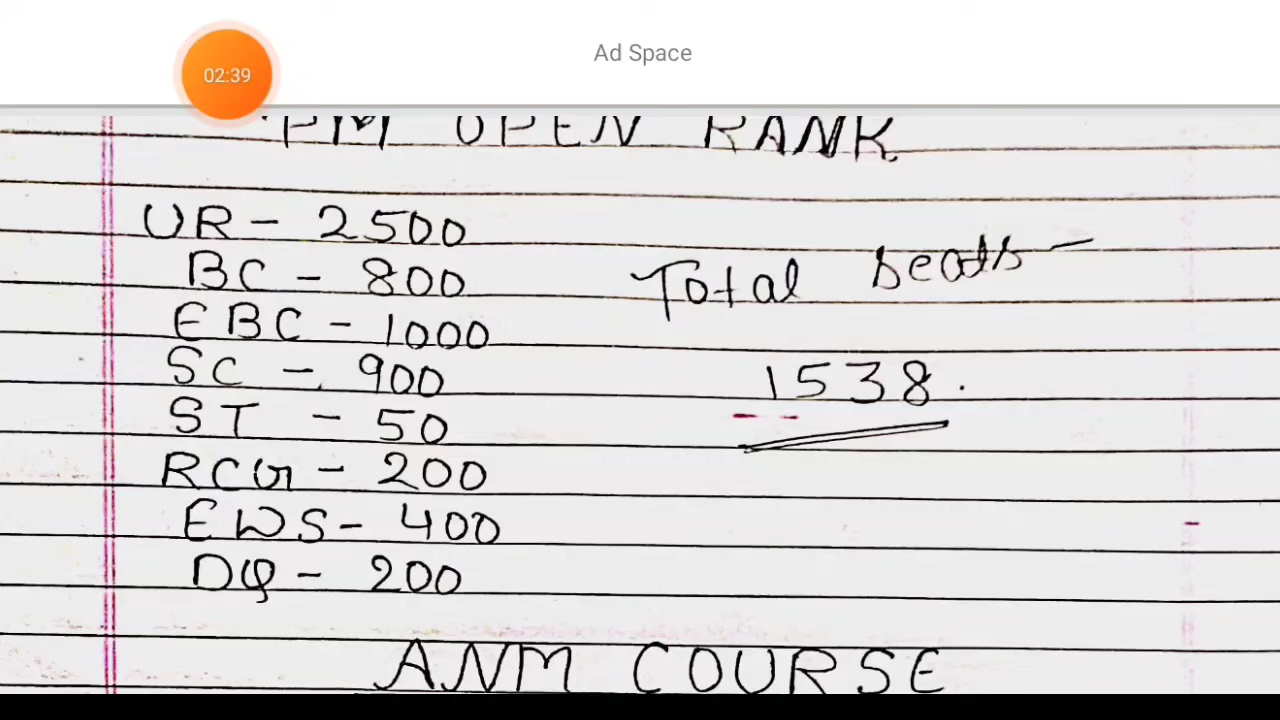 Ad Space
02:39
PM OPEN RANK
UR - 2500
BC - 800
EBC - 1000
SC - 900
ST - 50
RCG - 200
EWS - 400
DQ - 200
Total seats -
1538.
ANM COURSE